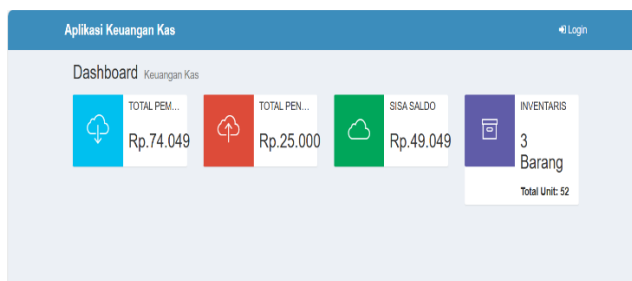 Aplikasi Keuangan Kas
Login
Dashboard Keuangan Kas
TOTAL PEM...
Rp.74.049
TOTAL PEN...
Rp.25.000
SISA SALDO
Rp.49.049
INVENTARIS
3
Barang
Total Unit: 52